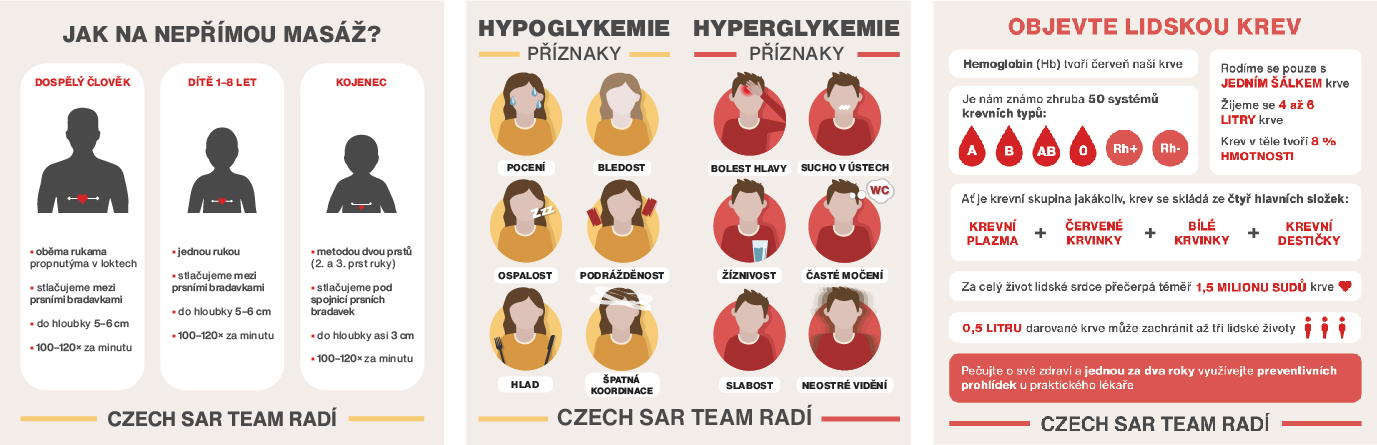 JAK NA NEPŘÍMOU MASÁŽ?
DOSPĚLÝ ČLOVĚK
• oběma rukama
propnutýma v loktech
• stlačujeme mezi
prsními bradavkami
• do hloubky 5–6 cm
• 100–120× za minutu
DÍTĚ 1–8 LET
• jednou rukou
• stlačujeme mezi
prsními bradavkami
• do hloubky 5–6 cm
• 100–120× za minutu
KOJENEC
• metodou dvou prstů
(2. a 3. prst ruky)
• stlačujeme pod
spojnicí prsních
bradavek
• do hloubky asi 3 cm
• 100–120× za minutu
CZECH SAR TEAM RADÍ
HYPOGLYKEMIE
PŘÍZNAKY
POCENÍ
BLEDOST
Zzz
OSPALOST
PODRÁŽDĚNOST
HLAD
ŠPATNÁ
KOORDINACE
HYPERGLYKEMIE
PŘÍZNAKY
BOLEST HLAVY
SUCHO V ÚSTECH
WC
ŽÍZNIVOST
ČASTÉ MOČENÍ
SLABOST
NEOSTRÉ VIDĚNÍ
CZECH SAR TEAM RADÍ
OBJEVTE LIDSKOU KREV
Hemoglobin (Hb) tvoří červeň naší krve
Je nám známo zhruba 50 systémů
krevních typů:
A B AB 0 Rh+ Rh-
Rodíme se pouze s
JEDNÍM ŠÁLKEM krve
Žijeme se 4 až 6
LITRY krve
Krev v těle tvoří 8 %
HMOTNOSTI
Ať je krevní skupina jakákoliv, krev se skládá ze čtyř hlavních složek:
KREVNÍ
PLAZMA
+
ČERVENÉ
KRVINKY
+
BÍLÉ
KRVINKY
+
KREVNÍ
DESTIČKY
Za celý život lidské srdce přečerpá téměř 1,5 MILIONU SUDŮ krve
0,5 LITRU darované krve může zachránit až tři lidské životy
Pečujte o své zdraví a jednou za dva roky využívejte preventivních
prohlídek u praktického lékaře
CZECH SAR TEAM RADÍ